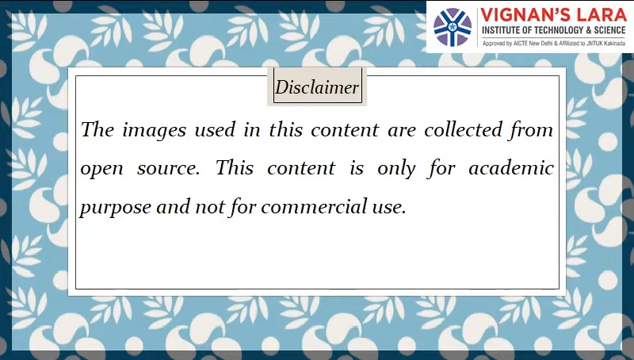 VIGNAN'S LARA
INSTITUTE OF TECHNOLOGY & SCIENCE
Approved by AICTE New Delhi & Affiliated to JNTUK Kakinada
Disclaimer
The images used in this content are collected from
open source. This content is only for academic
purpose and not for commercial use.